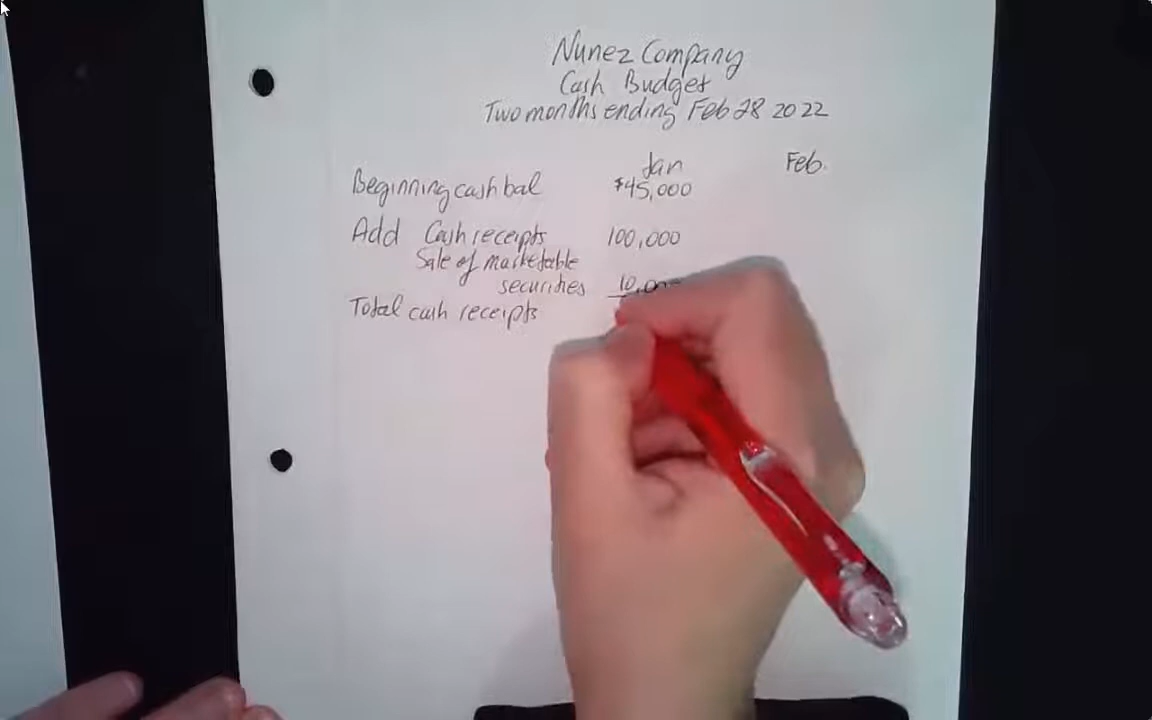 Nunez Company
Cash Budget
Two months ending Feb 28 2022
Jan Feb.
Beginning cash bal $45,000
Add Cash receipts 100,000
Sale of marketable
securities
Total cash receipts